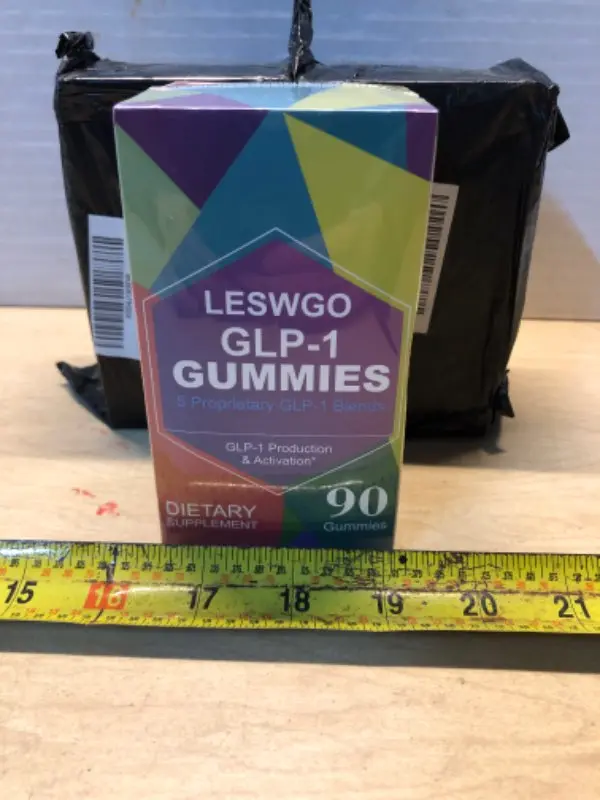 LESWGO
GLP-1
GUMMIES
5 Proprietary GLP-1 Blends
GLP-1 Production
& Activation*
DIETARY
SUPPLEMENT
90
Gummies
15 16 17 18 19 20 21